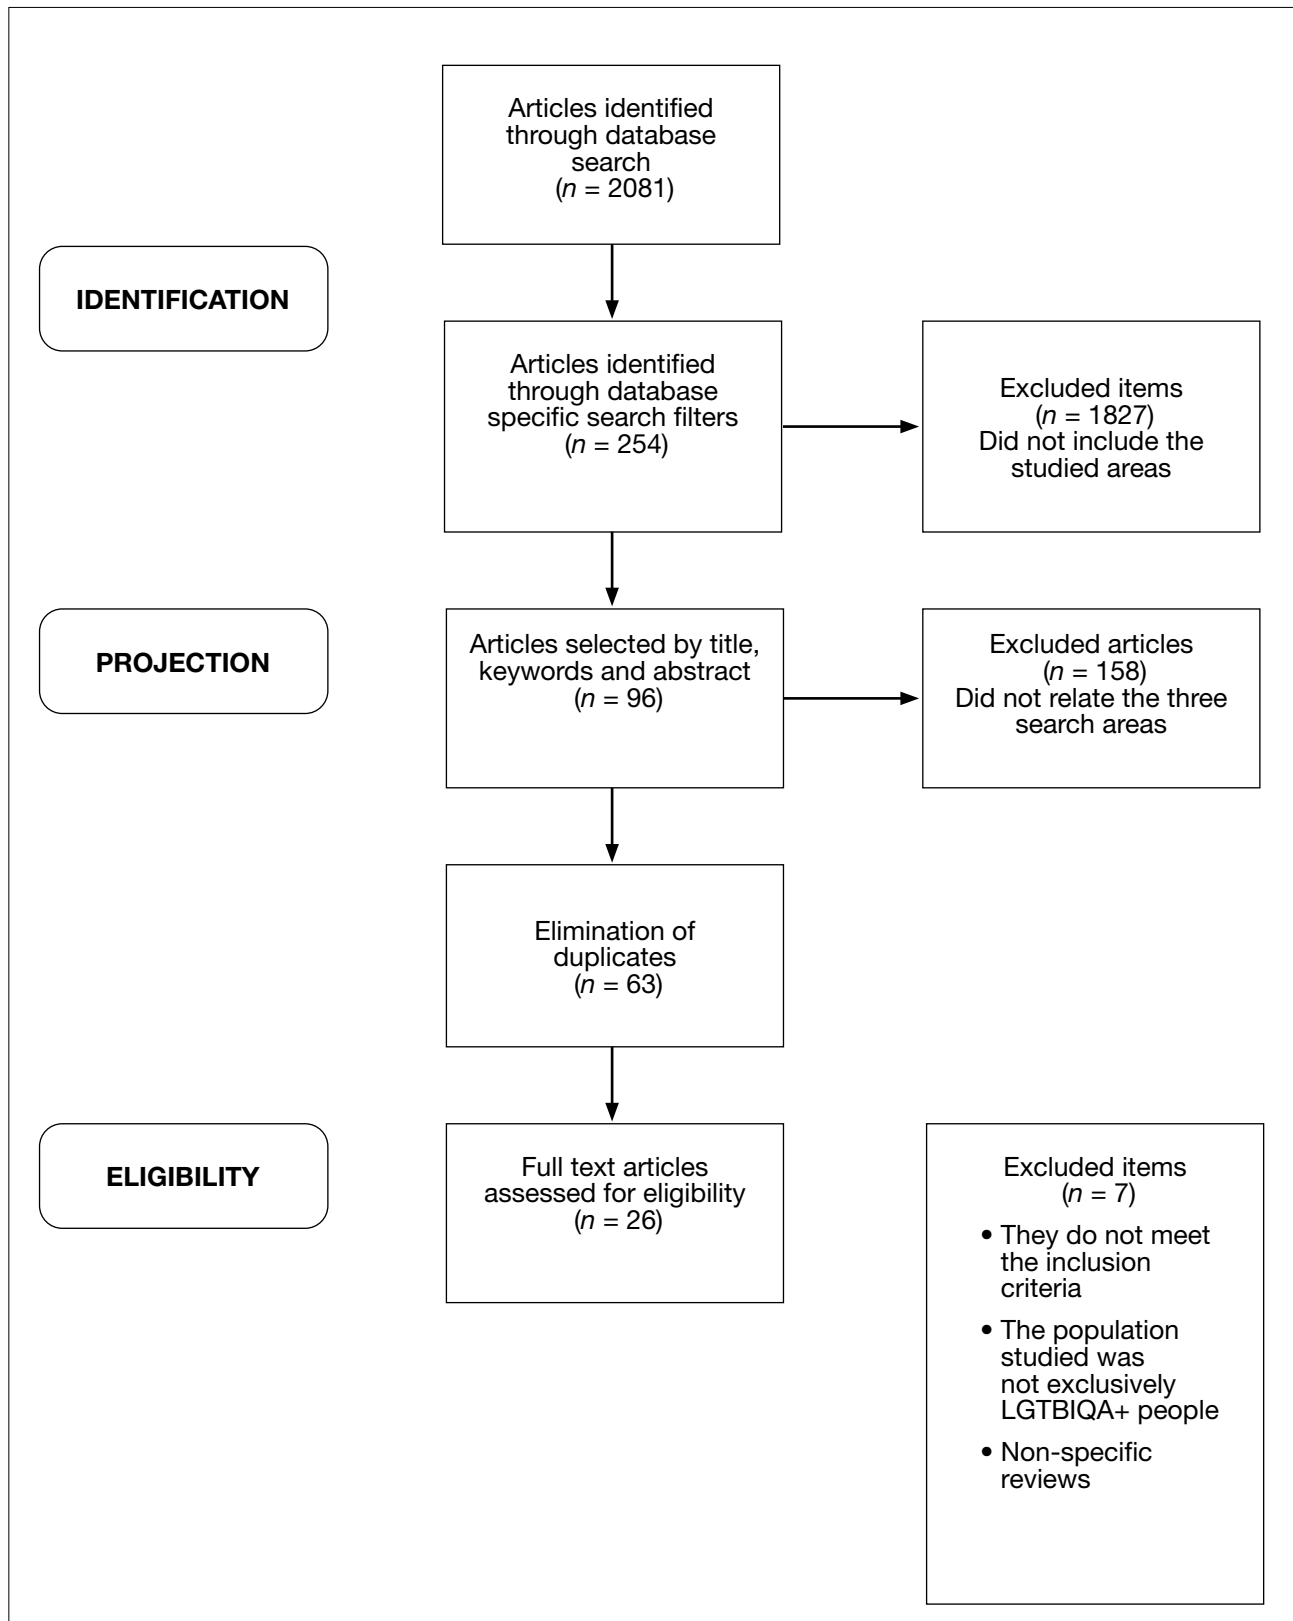 Articles identified
through database
search
(n = 2081)
IDENTIFICATION
Articles identified
through database
specific search filters
(n = 254)
Excluded items
(n = 1827)
Did not include the
studied areas
PROJECTION
Articles selected by title,
keywords and abstract
(n = 96)
Excluded articles
(n = 158)
Did not relate the three
search areas
Elimination of
duplicates
(n = 63)
ELIGIBILITY
Full text articles
assessed for eligibility
(n = 26)
Excluded items
(n = 7)
• They do not meet
the inclusion
criteria
• The population
studied was
not exclusively
LGTBIQA+ people
• Non-specific
reviews